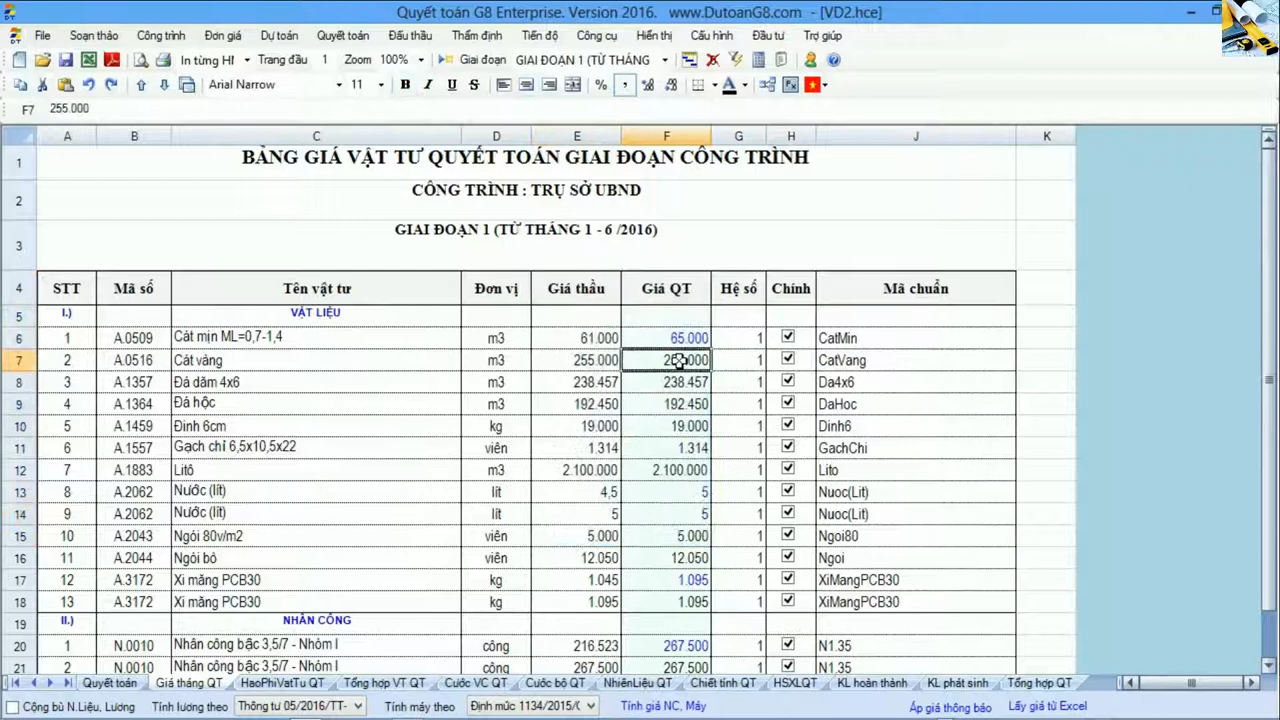 Quyết toán G8 Enterprise. Version 2016. www.DutoanG8.com - [VD2.hce]
File Soạn thảo Công trình Đơn giá Dự toán Quyết toán Đấu thầu Thẩm định Tiến độ Công cụ Hiển thị Cấu hình Đầu tư Trợ giúp
In từng HM Trang đầu 1 Zoom 100% Giai đoạn GIAI ĐOẠN 1 (TỪ THÁNG
Arial Narrow 11 B I U S % , A
F7 255.000
A B C D E F G H J K
1 BẢNG GIÁ VẬT TƯ QUYẾT TOÁN GIAI ĐOẠN CÔNG TRÌNH
2 CÔNG TRÌNH : TRỤ SỞ UBND
3 GIAI ĐOẠN 1 (TỪ THÁNG 1 - 6 /2016)
4 STT Mã số Tên vật tư Đơn vị Giá thầu Giá QT Hệ số Chính Mã chuẩn
5 I.) VẬT LIỆU
6 1 A.0509 Cát mịn ML=0,7-1,4 m3 61.000 65.000 1 CatMin
7 2 A.0516 Cát vàng m3 255.000 1 CatVang
8 3 A.1357 Đá dăm 4x6 m3 238.457 238.457 1 Da4x6
9 4 A.1364 Đá hộc m3 192.450 192.450 1 DaHoc
10 5 A.1459 Đinh 6cm kg 19.000 19.000 1 Dinh6
11 6 A.1557 Gạch chỉ 6,5x10,5x22 viên 1.314 1.314 1 GachChi
12 7 A.1883 Litô m3 2.100.000 2.100.000 1 Lito
13 8 A.2062 Nước (lít) lít 4,5 5 1 Nuoc(Lit)
14 9 A.2062 Nước (lít) lít 5 5 1 Nuoc(Lit)
15 10 A.2043 Ngói 80v/m2 viên 5.000 5.000 1 Ngoi80
16 11 A.2044 Ngói bò viên 12.050 12.050 1 Ngoi
17 12 A.3172 Xi măng PCB30 kg 1.045 1.095 1 XiMangPCB30
18 13 A.3172 Xi măng PCB30 kg 1.095 1.095 1 XiMangPCB30
19 II.) NHÂN CÔNG
20 1 N.0010 Nhân công bậc 3,5/7 - Nhóm I công 216.523 267.500 1 N1.35
21 2 N.0010 Nhân công bậc 3,5/7 - Nhóm I công 267.500 267.500 1 N1.35
Quyết toán Giá tháng QT HaoPhiVatTu QT Tổng hợp VT QT Cước VC QT Cước bộ QT NhiênLiệu QT Chiết tính QT HSXLQT KL hoàn thành KL phát sinh Tổng hợp QT
Cộng bù N.Liệu, Lương Tính lương theo Thông tư 05/2016/TT- Tính máy theo Định mức 1134/2015/ Tính giá NC, Máy Áp giá thông báo Lấy giá từ Excel